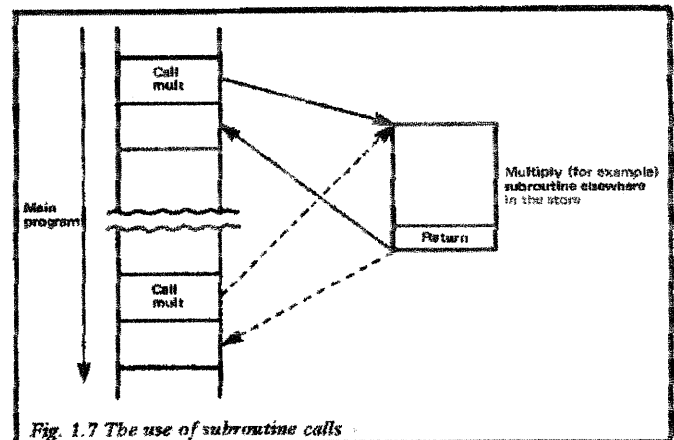 Call
mult
Main
program
Multiply (for example)
subroutine elsewhere
in the store
Return
Call
mult
Fig. 1.7 The use of subroutine calls